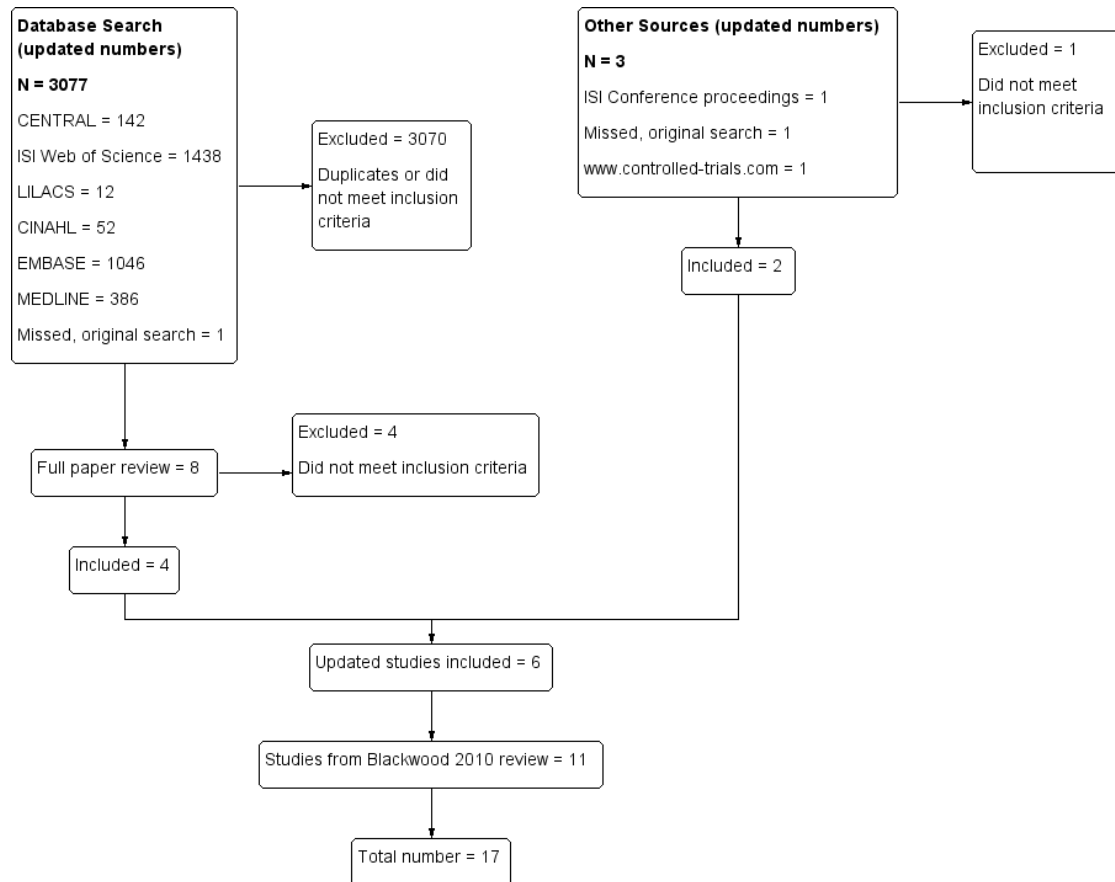 Database Search
(updated numbers)
N = 3077
CENTRAL = 142
ISI Web of Science = 1438
LILACS = 12
CINAHL = 52
EMBASE = 1046
MEDLINE = 386
Missed, original search = 1
Excluded = 3070
Duplicates or did
not meet inclusion
criteria
Other Sources (updated numbers)
N = 3
ISI Conference proceedings = 1
Missed, original search = 1
www.controlled-trials.com = 1
Excluded = 1
Did not meet
inclusion criteria
Included = 2
Full paper review = 8
Excluded = 4
Did not meet inclusion criteria
Included = 4
Updated studies included = 6
Studies from Blackwood 2010 review = 11
Total number = 17